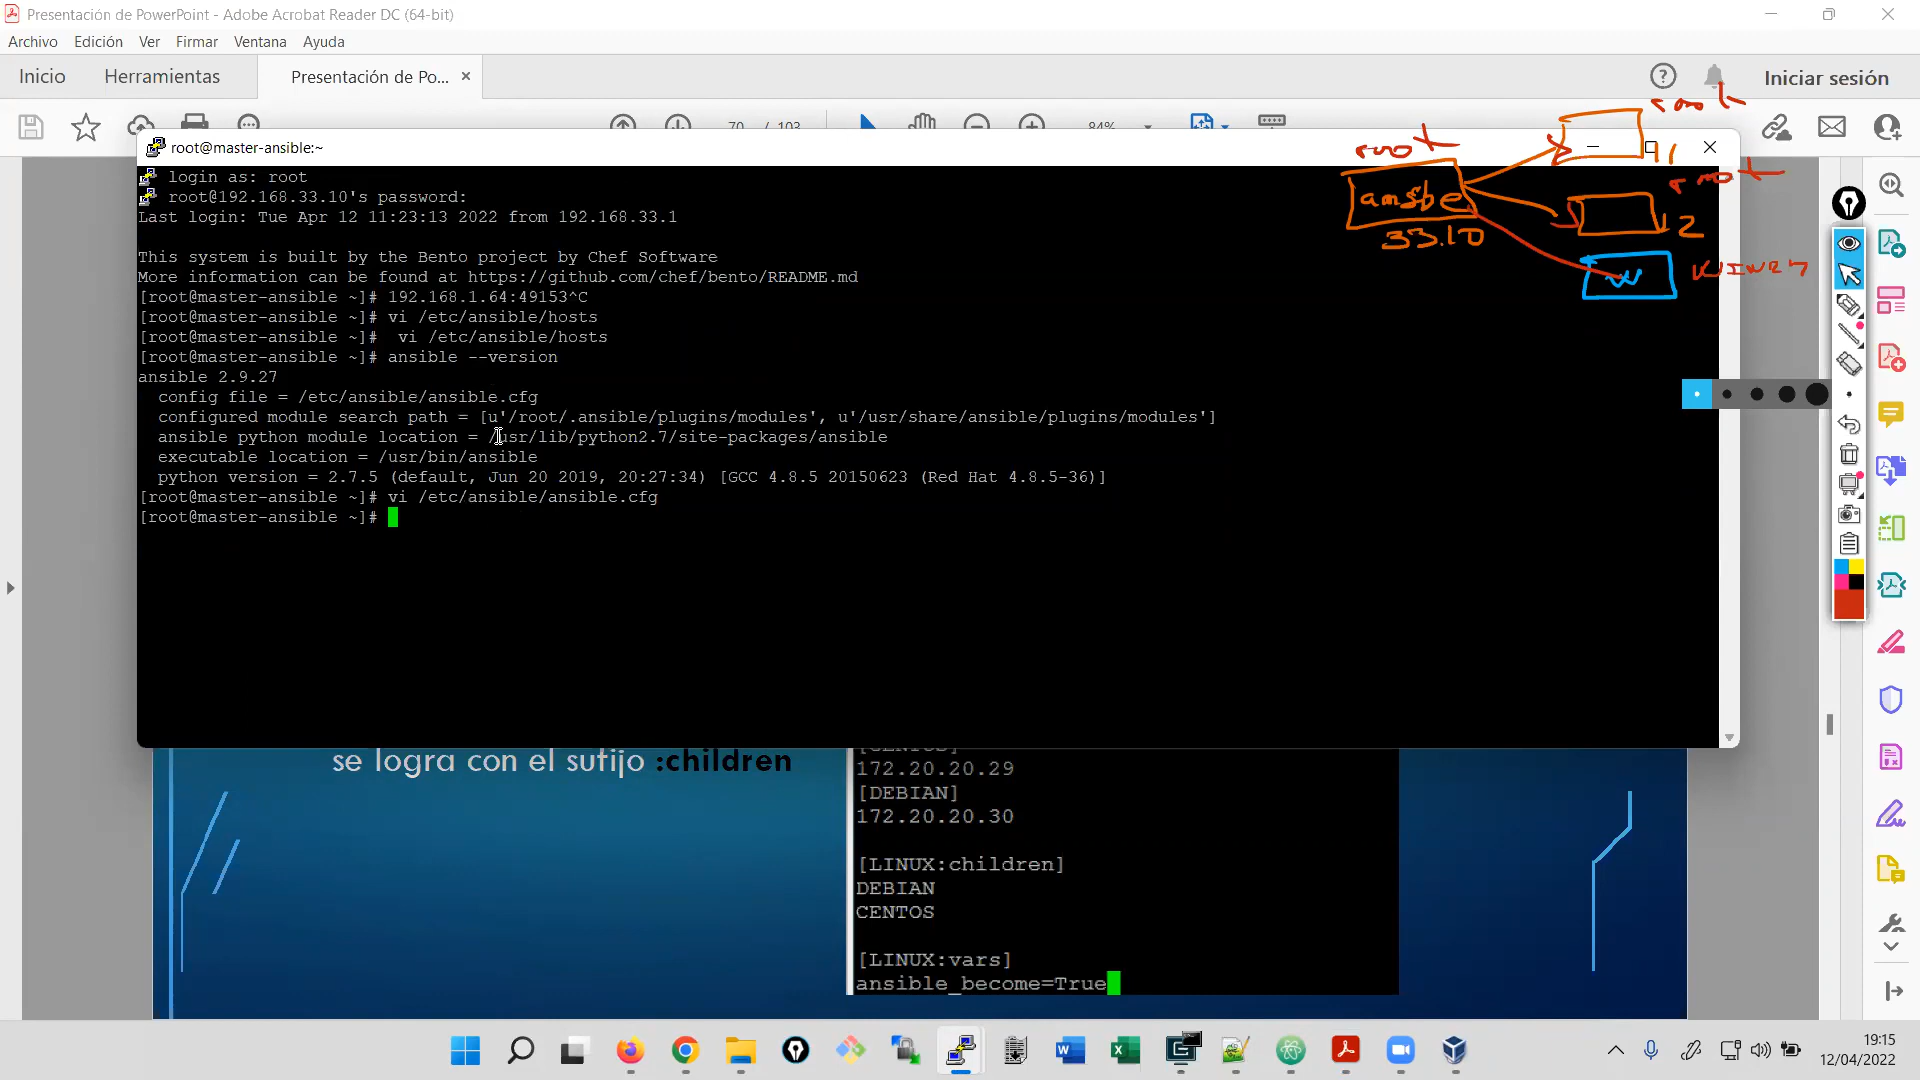 Presentación de PowerPoint - Adobe Acrobat Reader DC (64-bit)
Archivo Edición Ver Firmar Ventana Ayuda
Inicio Herramientas Presentación de Po... Iniciar sesión
70 / 103 84%
root@master-ansible:~
login as: root
root@192.168.33.10's password:
Last login: Tue Apr 12 11:23:13 2022 from 192.168.33.1
This system is built by the Bento project by Chef Software
More information can be found at https://github.com/chef/bento/README.md
[root@master-ansible ~]# 192.168.1.64:49153^C
[root@master-ansible ~]# vi /etc/ansible/hosts
[root@master-ansible ~]#  vi /etc/ansible/hosts
[root@master-ansible ~]# ansible --version
ansible 2.9.27
config file = /etc/ansible/ansible.cfg
configured module search path = [u'/root/.ansible/plugins/modules', u'/usr/share/ansible/plugins/modules']
ansible python module location = /usr/lib/python2.7/site-packages/ansible
executable location = /usr/bin/ansible
python version = 2.7.5 (default, Jun 20 2019, 20:27:34) [GCC 4.8.5 20150623 (Red Hat 4.8.5-36)]
[root@master-ansible ~]# vi /etc/ansible/ansible.cfg
[root@master-ansible ~]#
root
root
11
root
ansbe
33.10
12
W
se logra con el sufijo :children
[CENTOS]
172.20.20.29
[DEBIAN]
172.20.20.30
[LINUX:children]
DEBIAN
CENTOS
[LINUX:vars]
ansible_become=True
19:15
12/04/2022